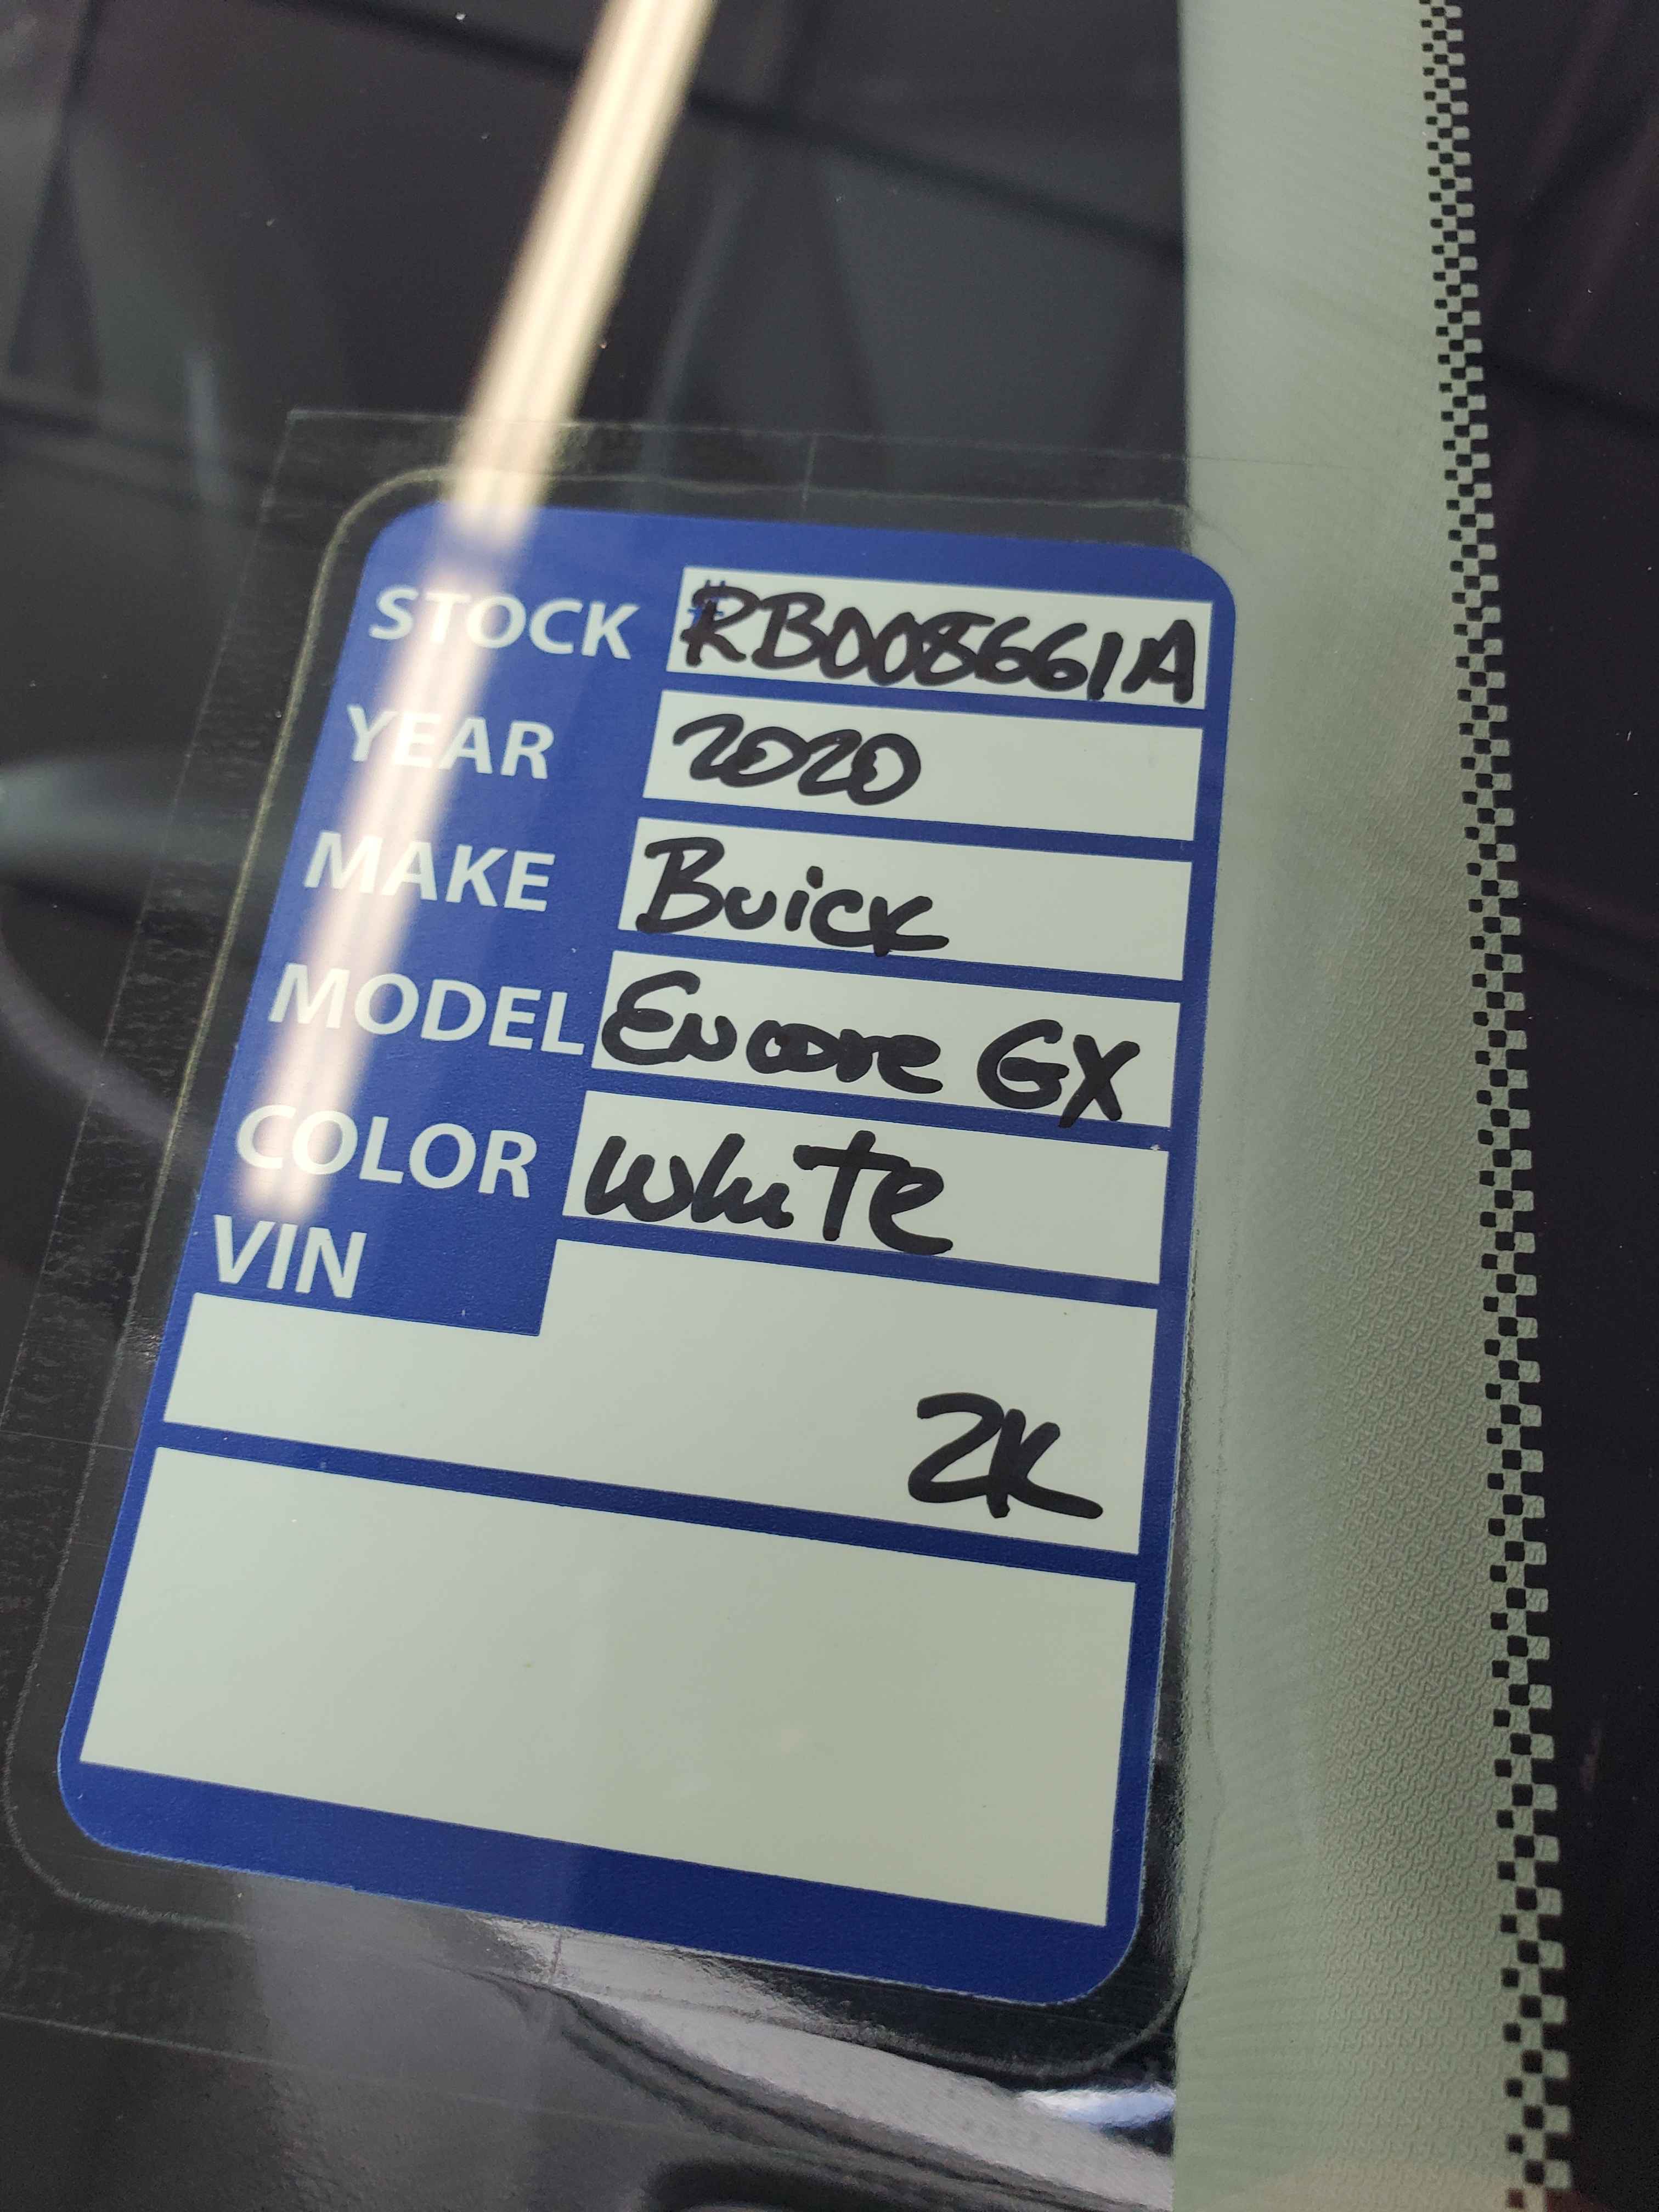 STOCK #RB008661A
YEAR 2020
MAKE Buick
MODEL Encore GX
COLOR White
VIN
2K